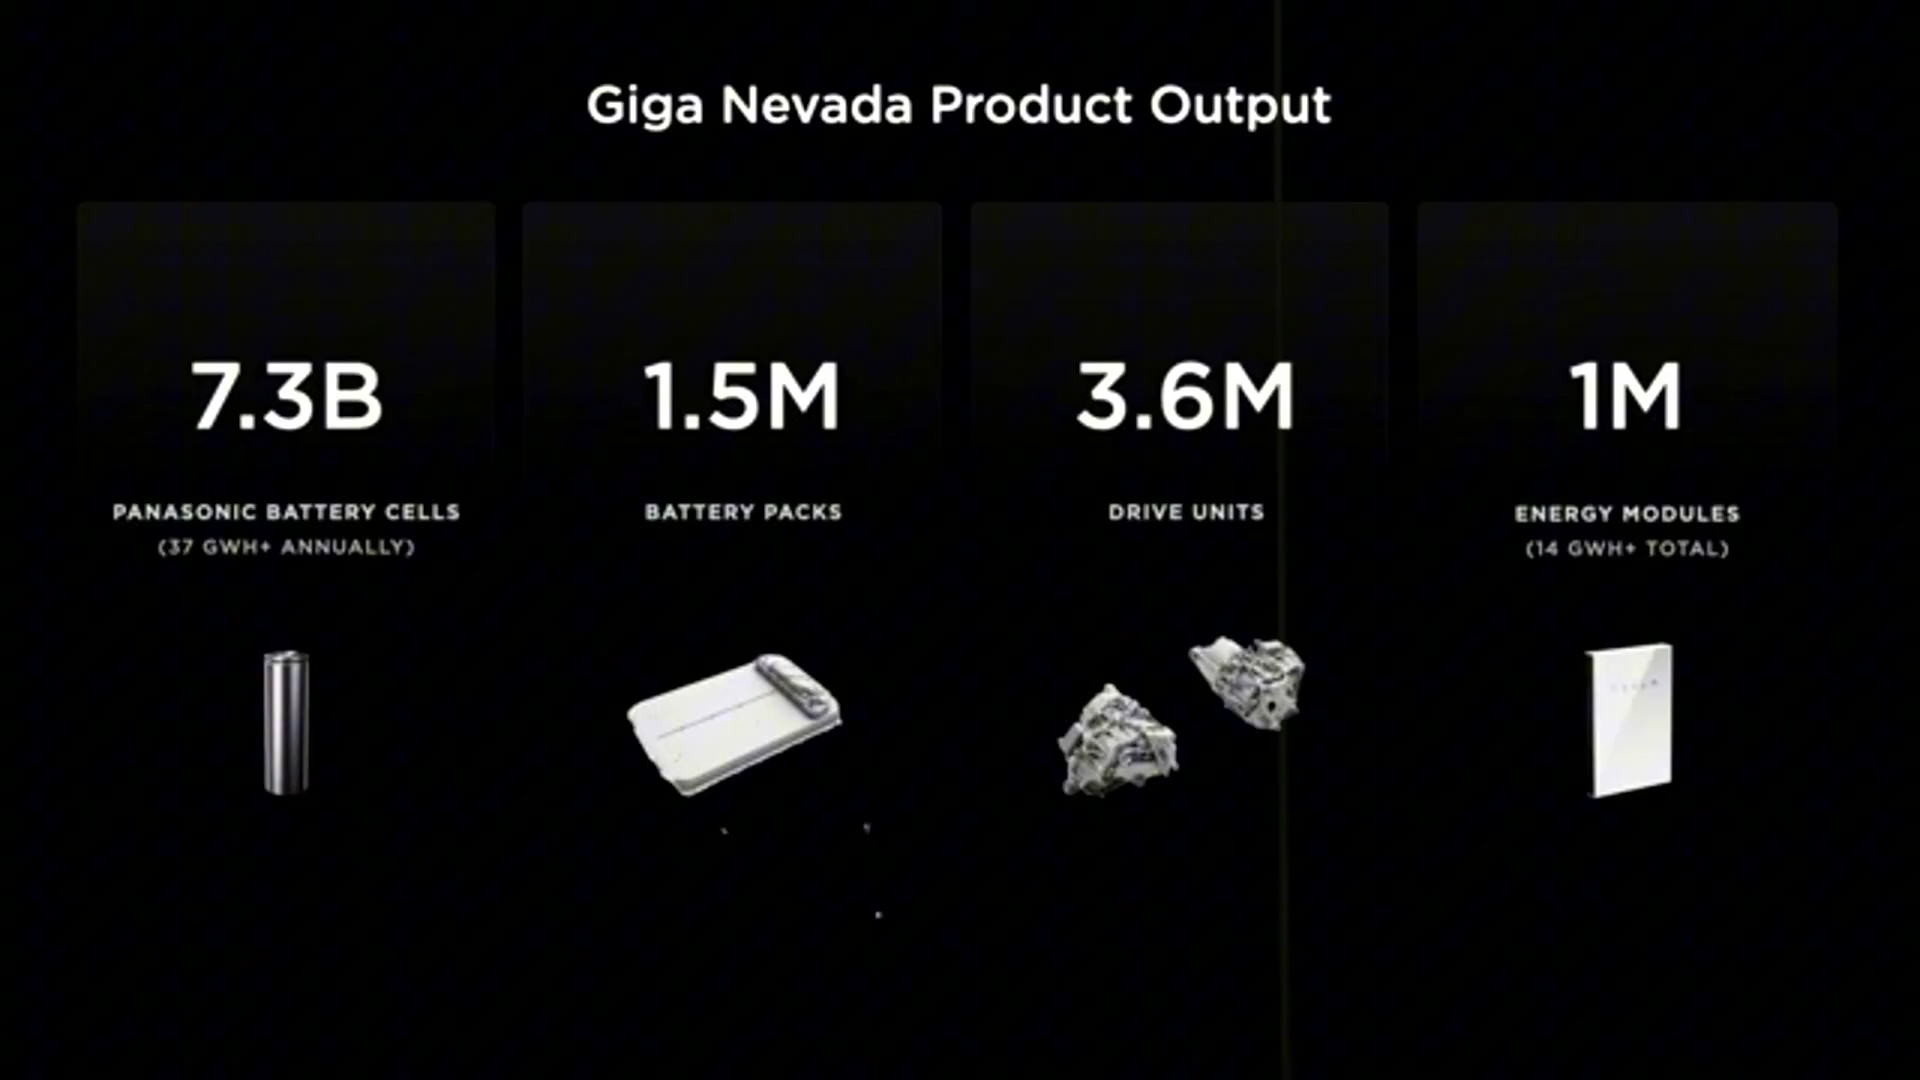 Giga Nevada Product Output
7.3B
PANASONIC BATTERY CELLS
(37 GWH+ ANNUALLY)
1.5M
BATTERY PACKS
3.6M
DRIVE UNITS
1M
ENERGY MODULES
(14 GWH+ TOTAL)